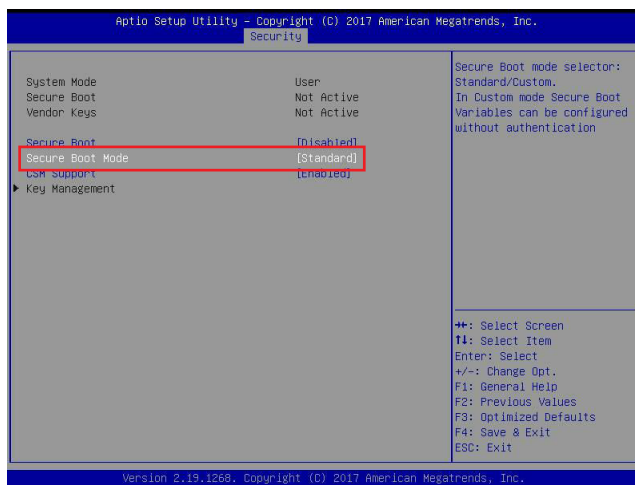 Aptio Setup Utility – Copyright (C) 2017 American Megatrends, Inc.
Security
System Mode User
Secure Boot Not Active
Vendor Keys Not Active
Secure Boot [Disabled]
Secure Boot Mode [Standard]
CSM Support [Enabled]
Key Management
Secure Boot mode selector:
Standard/Custom.
In Custom mode Secure Boot
Variables can be configured
without authentication
→←: Select Screen
↑↓: Select Item
Enter: Select
+/-: Change Opt.
F1: General Help
F2: Previous Values
F3: Optimized Defaults
F4: Save & Exit
ESC: Exit
Version 2.19.1268. Copyright (C) 2017 American Megatrends, Inc.